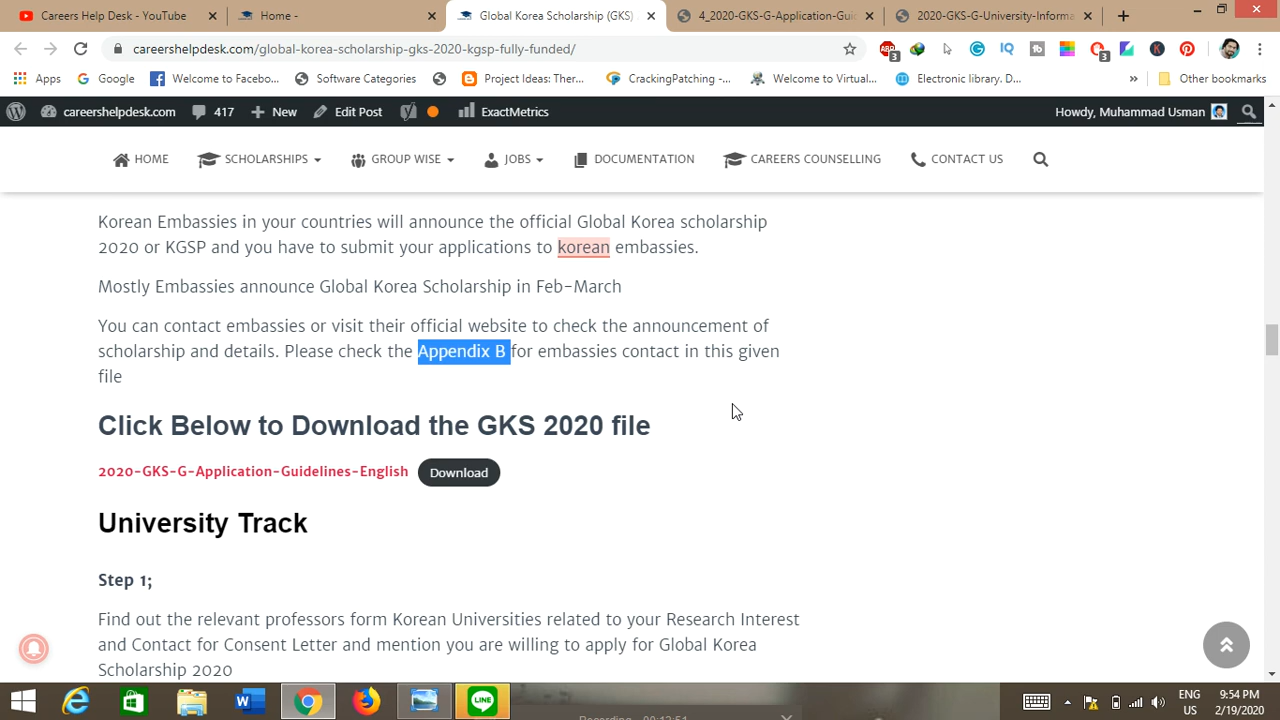 Careers Help Desk - YouTube
Home -
Global Korea Scholarship (GKS)
4_2020-GKS-G-Application-Guid
2020-GKS-G-University-Informa
careershelpdesk.com/global-korea-scholarship-gks-2020-kgsp-fully-funded/
Apps Google Welcome to Facebo... Software Categories Project Ideas: Ther... CrackingPatching -... Welcome to Virtual... Electronic library. D... » Other bookmarks
careershelpdesk.com 417 New Edit Post ExactMetrics Howdy, Muhammad Usman
HOME SCHOLARSHIPS GROUP WISE JOBS DOCUMENTATION CAREERS COUNSELLING CONTACT US
Korean Embassies in your countries will announce the official Global Korea scholarship
2020 or KGSP and you have to submit your applications to korean embassies.
Mostly Embassies announce Global Korea Scholarship in Feb-March
You can contact embassies or visit their official website to check the announcement of
scholarship and details. Please check the Appendix B for embassies contact in this given
file
Click Below to Download the GKS 2020 file
2020-GKS-G-Application-Guidelines-English Download
University Track
Step 1;
Find out the relevant professors form Korean Universities related to your Research Interest
and Contact for Consent Letter and mention you are willing to apply for Global Korea
Scholarship 2020
ENG
US
9:54 PM
2/19/2020